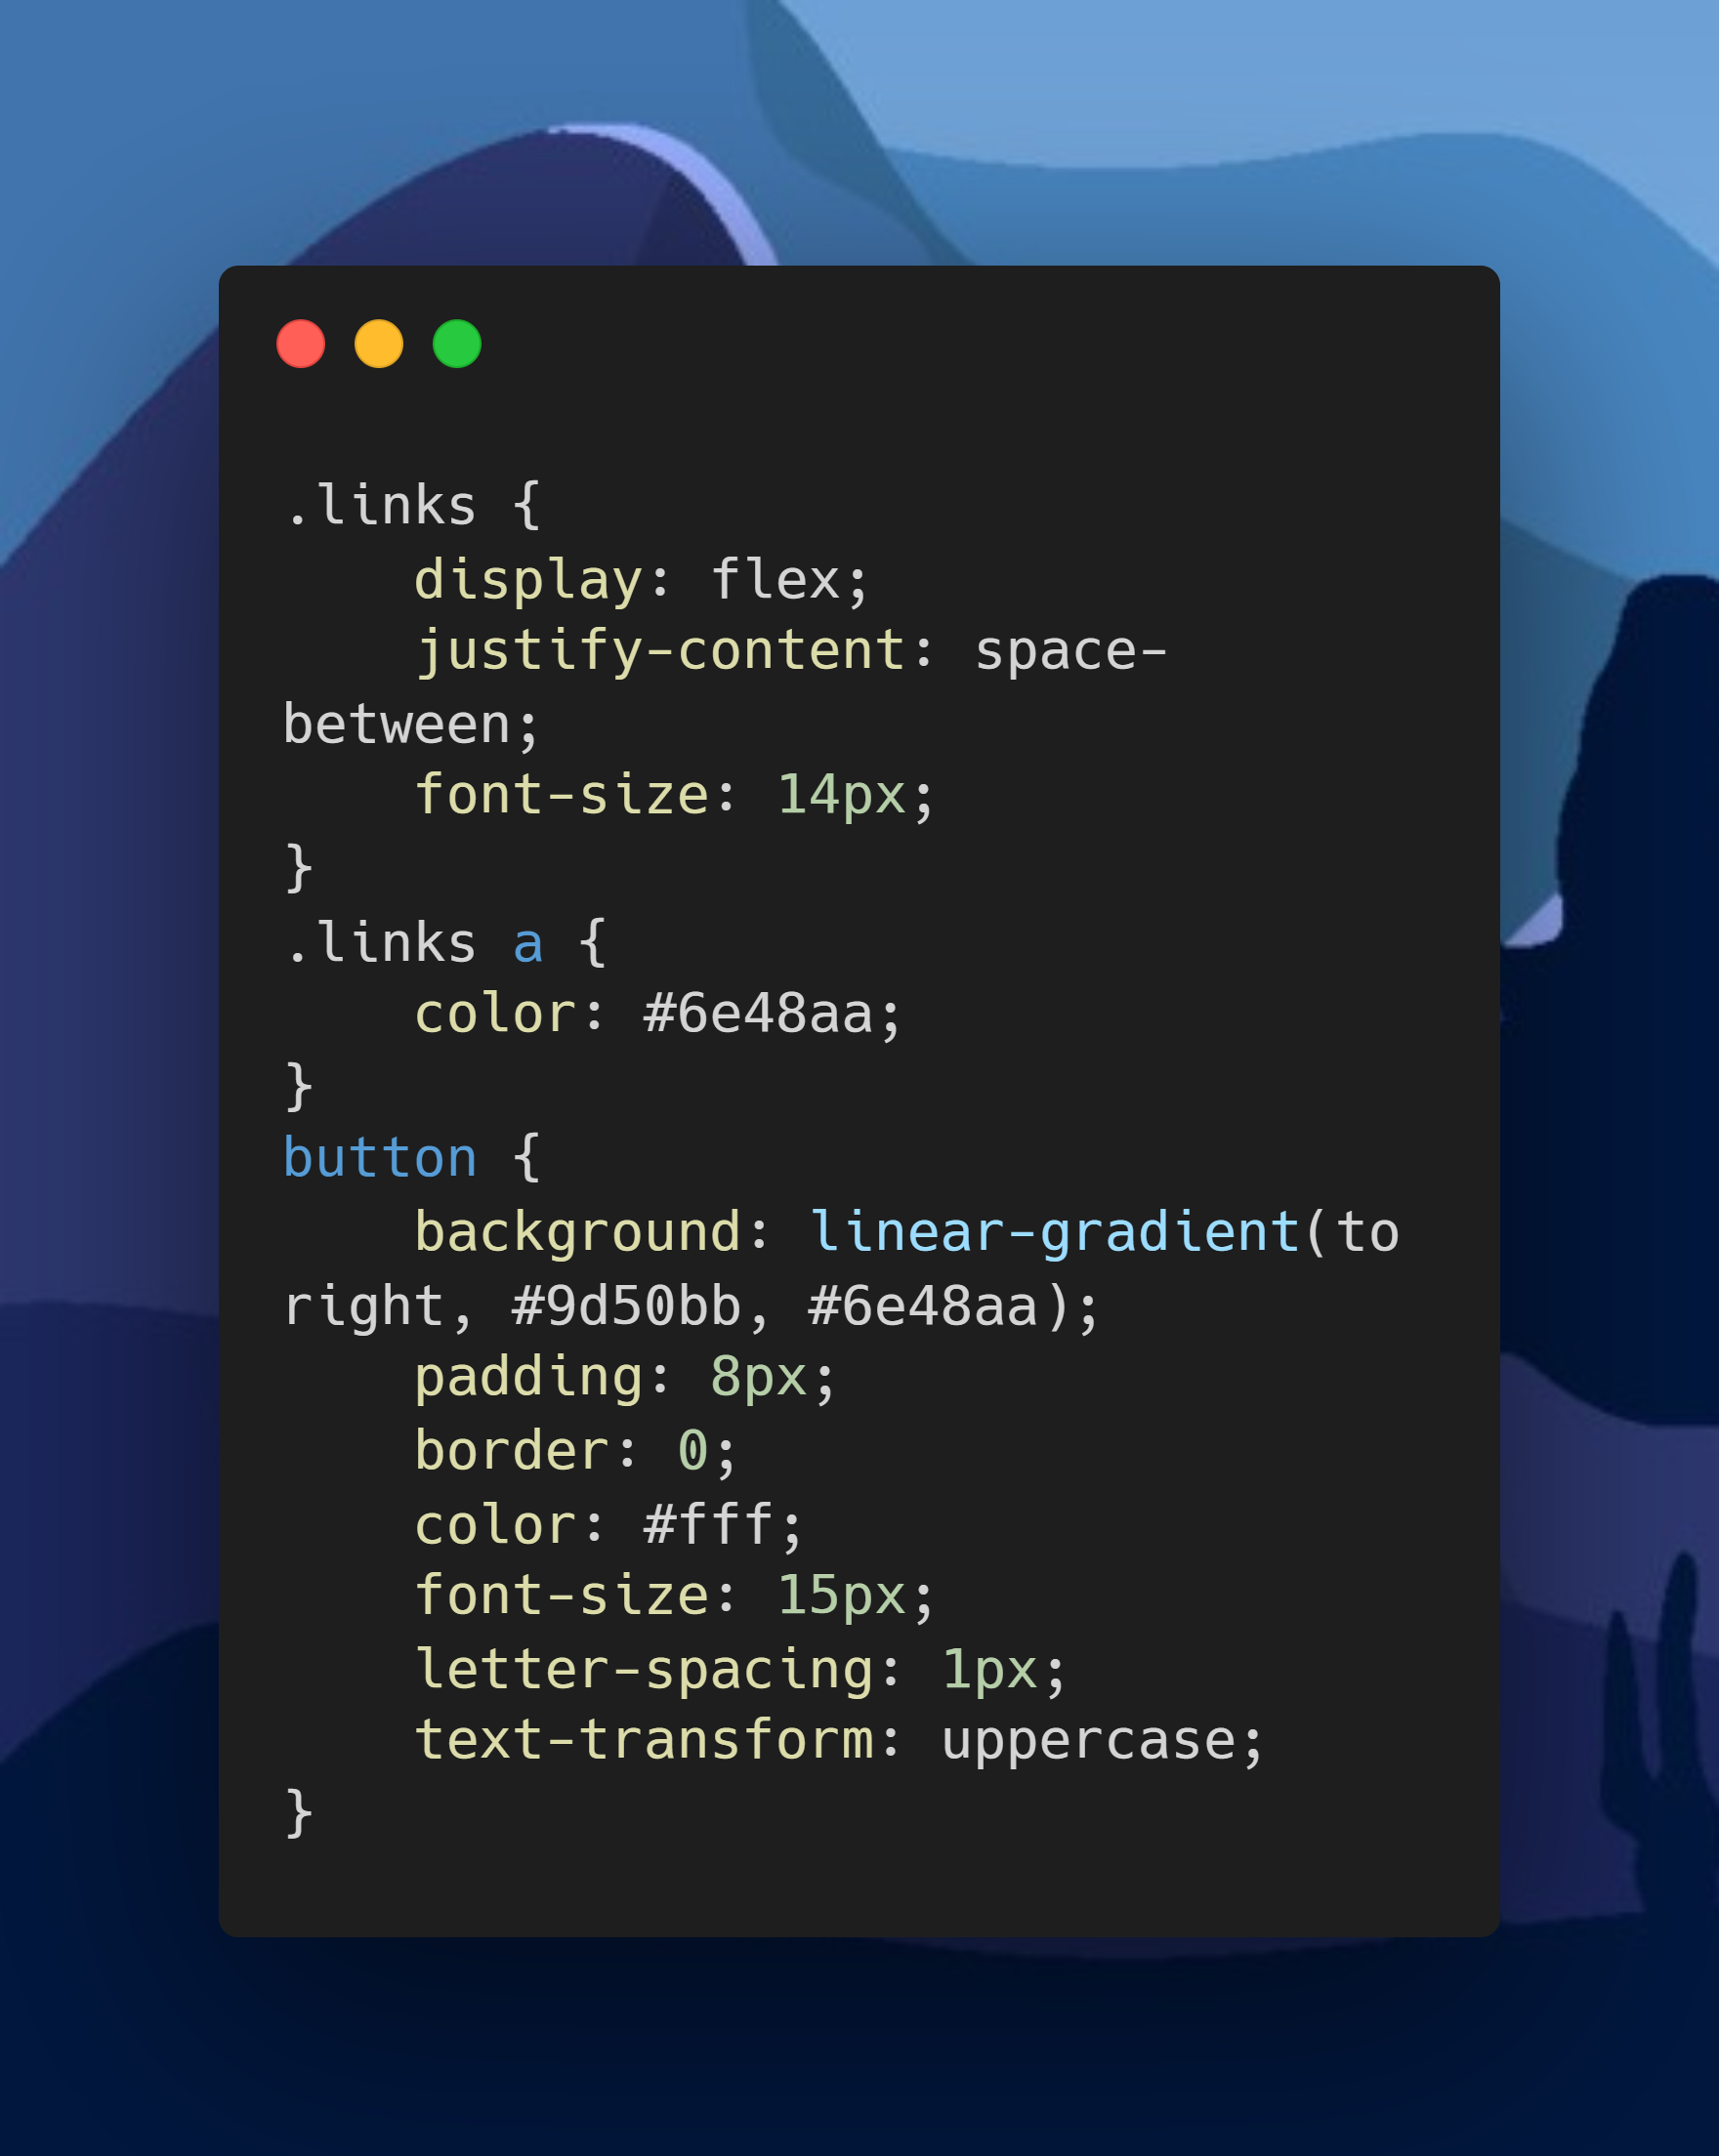 .links {
    display: flex;
    justify-content: space-
between;
    font-size: 14px;
}
.links a {
    color: #6e48aa;
}
button {
    background: linear-gradient(to
right, #9d50bb, #6e48aa);
    padding: 8px;
    border: 0;
    color: #fff;
    font-size: 15px;
    letter-spacing: 1px;
    text-transform: uppercase;
}